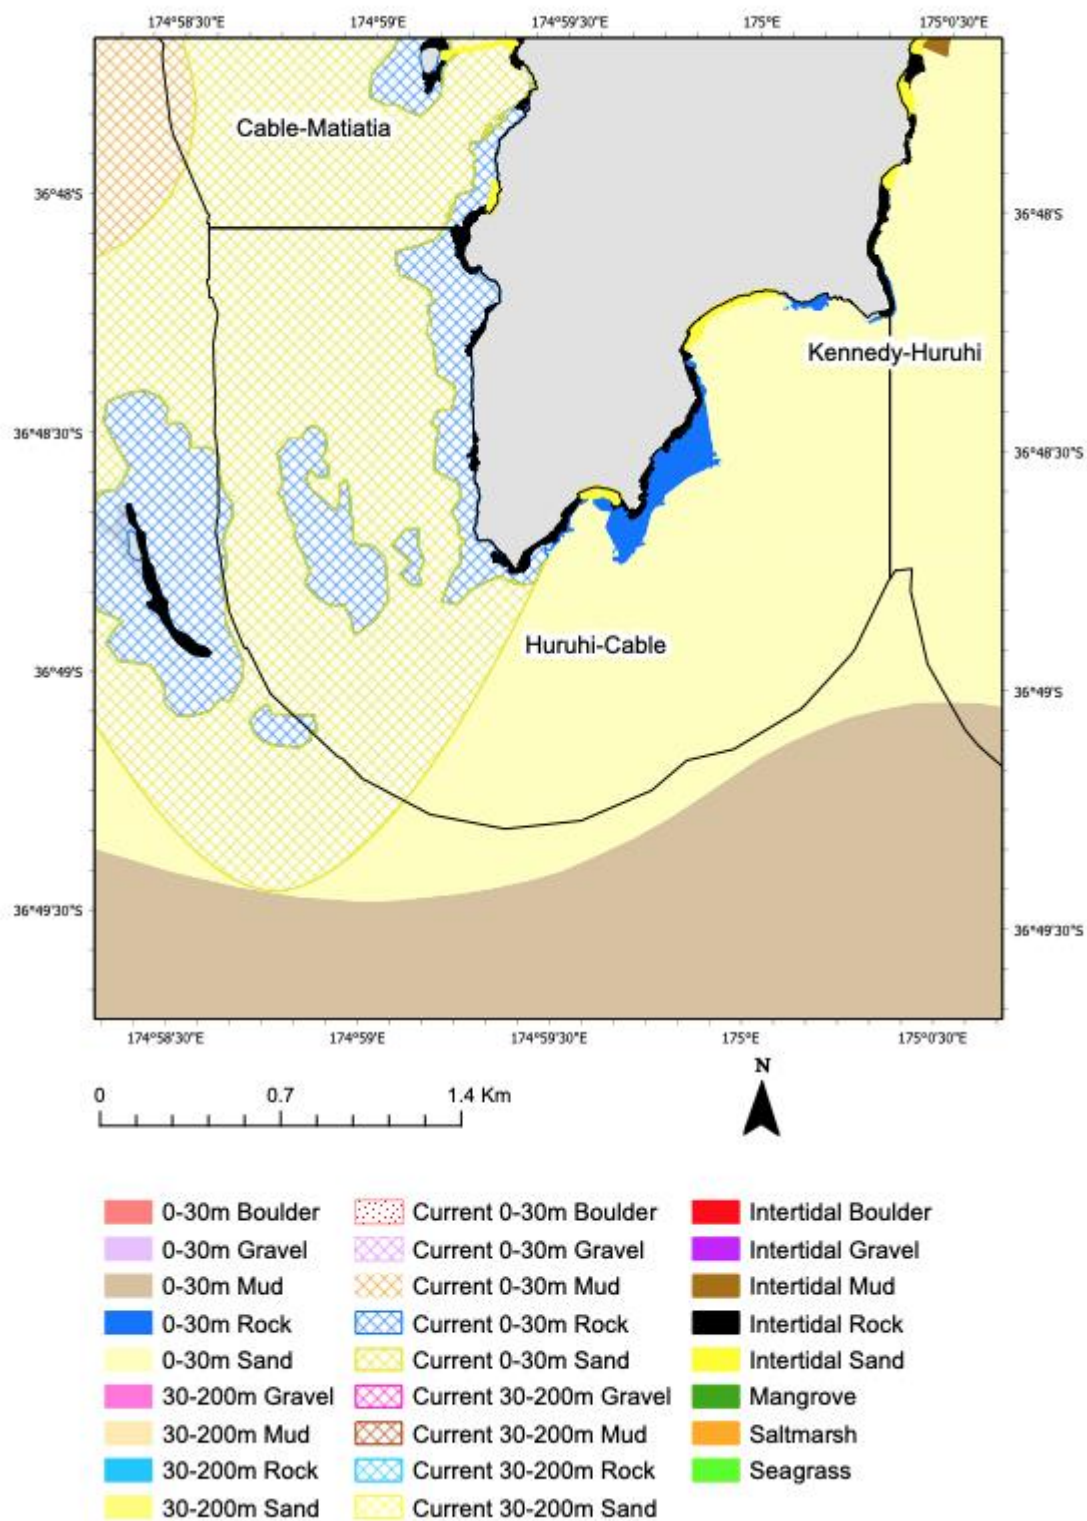 174°58'30"E 174°59'E 174°59'30"E 175°E 175°0'30"E
Cable-Matiatia
36°48'S 36°48'S
Kennedy-Huruhi
36°48'30"S 36°48'30"S
Huruhi-Cable
36°49'S 36°49'S
36°49'30"S 36°49'30"S
174°58'30"E 174°59'E 174°59'30"E 175°E 175°0'30"E
N
0 0.7 1.4 Km
0-30m Boulder Current 0-30m Boulder Intertidal Boulder
0-30m Gravel Current 0-30m Gravel Intertidal Gravel
0-30m Mud Current 0-30m Mud Intertidal Mud
0-30m Rock Current 0-30m Rock Intertidal Rock
0-30m Sand Current 0-30m Sand Intertidal Sand
30-200m Gravel Current 30-200m Gravel Mangrove
30-200m Mud Current 30-200m Mud Saltmarsh
30-200m Rock Current 30-200m Rock Seagrass
30-200m Sand Current 30-200m Sand